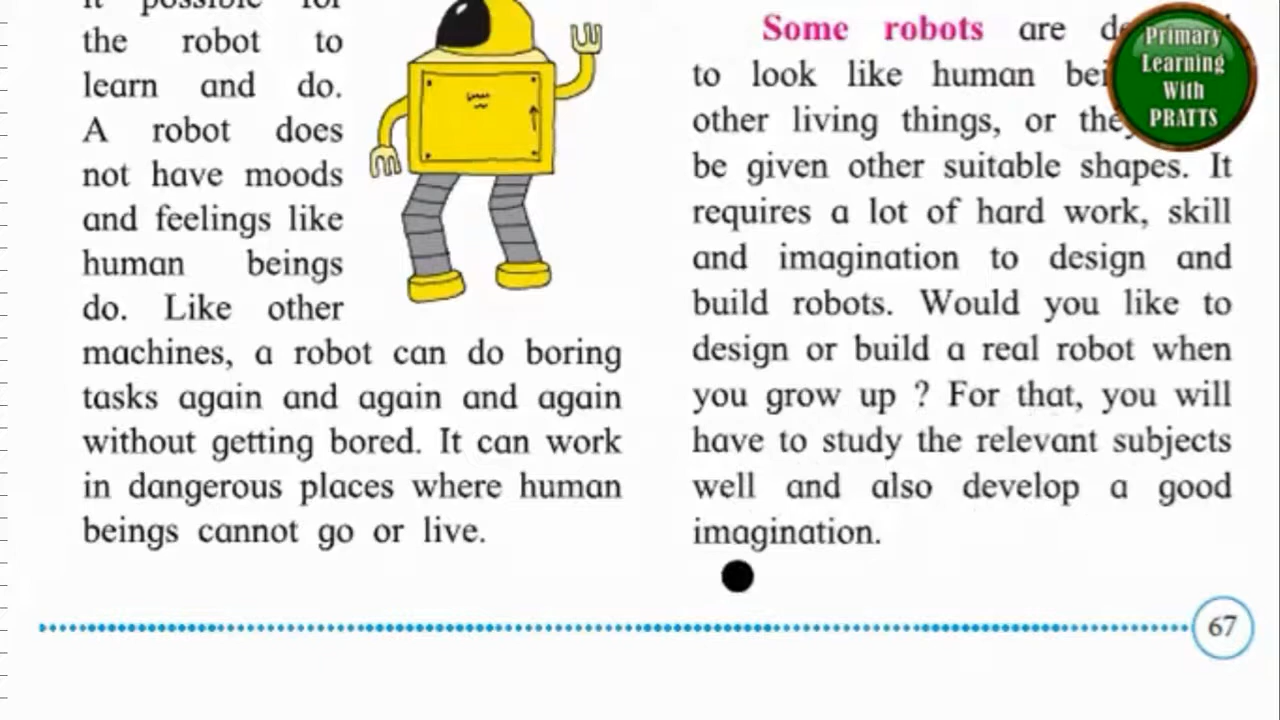 it possible for
the robot to
learn and do.
A robot does
not have moods
and feelings like
human beings
do. Like other
machines, a robot can do boring
tasks again and again and again
without getting bored. It can work
in dangerous places where human
beings cannot go or live.
Some robots are
to look like human
other living things, or
be given other suitable shapes. It
requires a lot of hard work, skill
and imagination to design and
build robots. Would you like to
design or build a real robot when
you grow up ? For that, you will
have to study the relevant subjects
well and also develop a good
imagination.
67
Primary
Learning
With
PRATTS